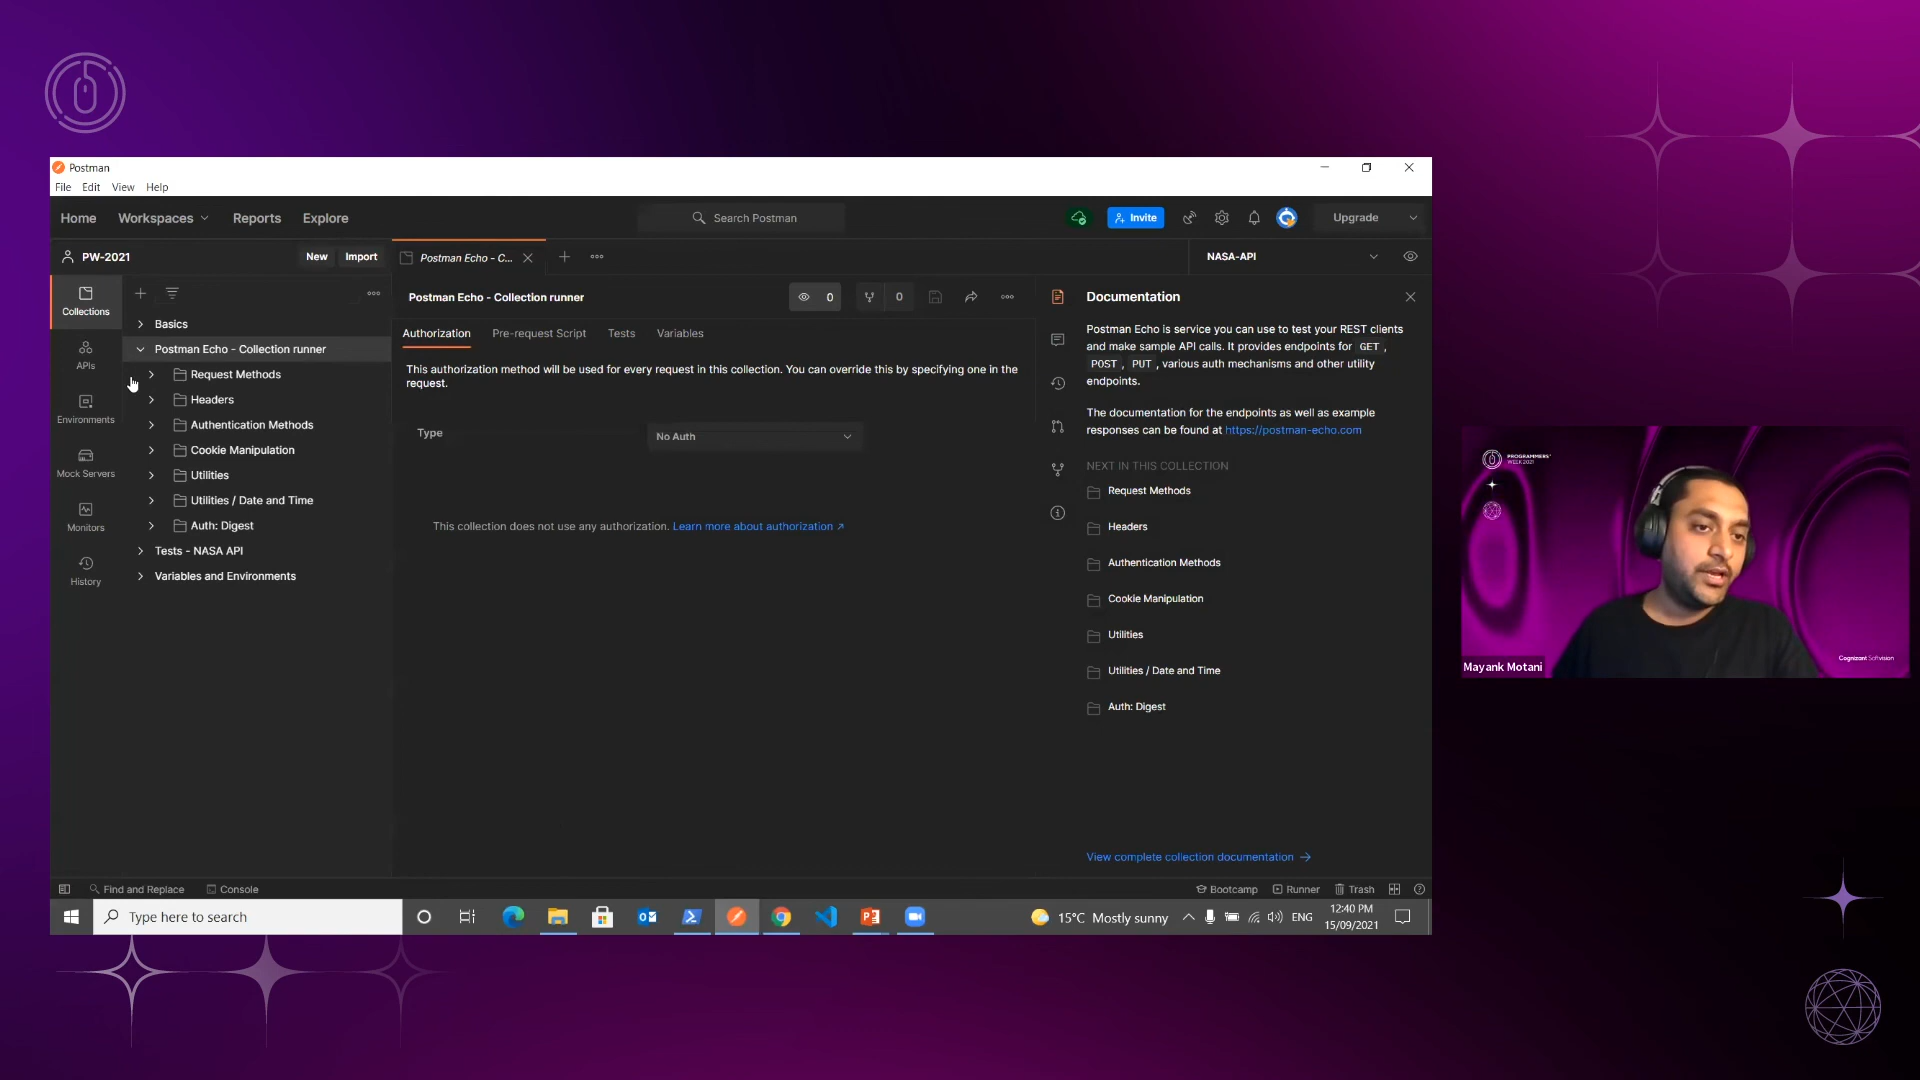 Postman
File Edit View Help
Home Workspaces Reports Explore
Search Postman
Invite
Upgrade
PW-2021
New Import
Postman Echo - C...
NASA-API
Collections
APIs
Environments
Mock Servers
Monitors
History
Basics
Postman Echo - Collection runner
Request Methods
Headers
Authentication Methods
Cookie Manipulation
Utilities
Utilities / Date and Time
Auth: Digest
Tests - NASA API
Variables and Environments
Postman Echo - Collection runner
0 0
Authorization Pre-request Script Tests Variables
This authorization method will be used for every request in this collection. You can override this by specifying one in the
request.
Type
No Auth
This collection does not use any authorization. Learn more about authorization ↗
Documentation
Postman Echo is service you can use to test your REST clients
and make sample API calls. It provides endpoints for GET ,
POST , PUT , various auth mechanisms and other utility
endpoints.
The documentation for the endpoints as well as example
responses can be found at https://postman-echo.com
NEXT IN THIS COLLECTION
Request Methods
Headers
Authentication Methods
Cookie Manipulation
Utilities
Utilities / Date and Time
Auth: Digest
View complete collection documentation →
Find and Replace Console
Bootcamp Runner Trash
Type here to search
15°C Mostly sunny
ENG
12:40 PM
15/09/2021
PROGRAMMERS'
WEEK 2021
Cognizant Softvision
Mayank Motani